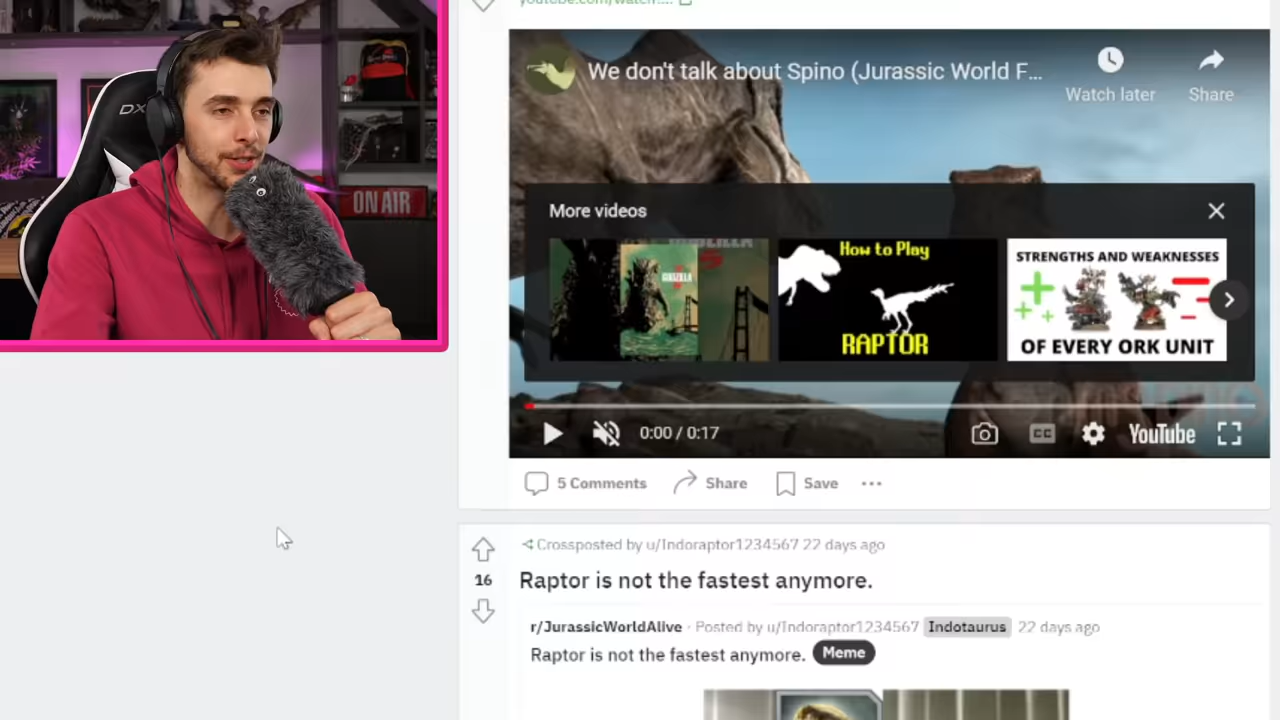 We don't talk about Spino (Jurassic World F...
Watch later
Share
More videos
GODZILLA
How to Play
RAPTOR
STRENGTHS AND WEAKNESSES
OF EVERY ORK UNIT
0:00 / 0:17
CC
YouTube
5 Comments
Share
Save
Crossposted by u/Indoraptor1234567 22 days ago
16
Raptor is not the fastest anymore.
r/JurassicWorldAlive · Posted by u/Indoraptor1234567 Indotaurus 22 days ago
Raptor is not the fastest anymore. Meme
DX
ON AIR